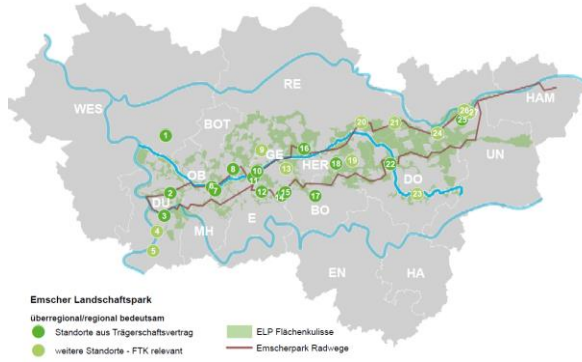 RE
WES
HAM
26
27
25
20
21
24
1
BOT
UN
9
16
GE
HER
19
18
13
8
10
11
22
OB
DO
6
7
2
DU
12
15
14
17
23
3
E
BO
4
MH
5
EN
HA
Emscher Landschaftspark
überregional/regional bedeutsam
Standorte aus Trägerschaftsvertrag
ELP Flächenkulisse
weitere Standorte - FTK relevant
Emscherpark Radwege